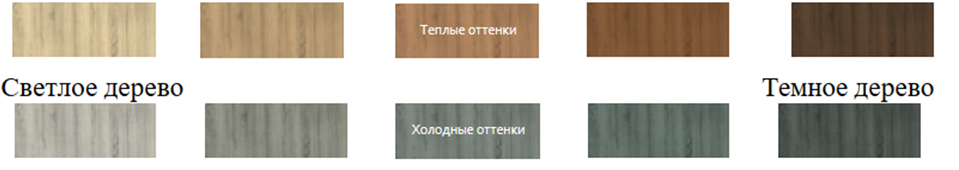 Теплые оттенки
Светлое дерево
Темное дерево
Холодные оттенки